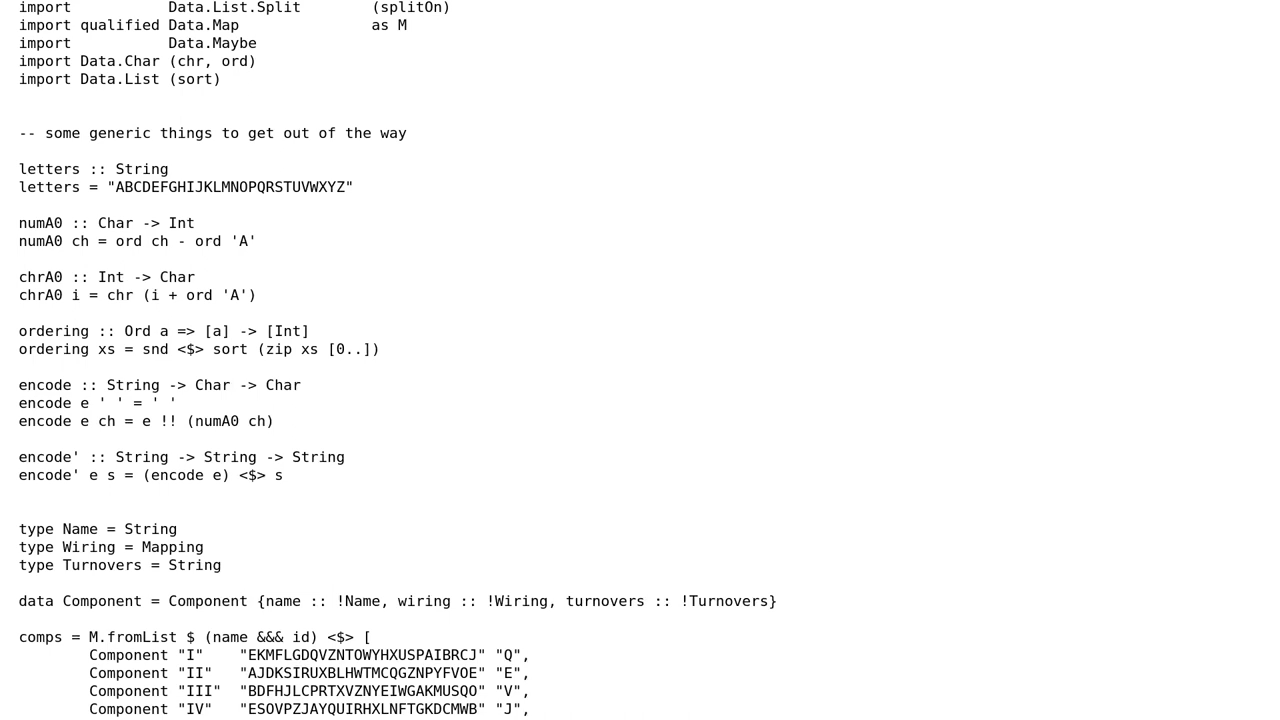 import           Data.List.Split        (splitOn)
import qualified Data.Map               as M
import           Data.Maybe
import Data.Char (chr, ord)
import Data.List (sort)
-- some generic things to get out of the way
letters :: String
letters = "ABCDEFGHIJKLMNOPQRSTUVWXYZ"
numA0 :: Char -> Int
numA0 ch = ord ch - ord 'A'
chrA0 :: Int -> Char
chrA0 i = chr (i + ord 'A')
ordering :: Ord a => [a] -> [Int]
ordering xs = snd <$> sort (zip xs [0..])
encode :: String -> Char -> Char
encode e ' ' = ' '
encode e ch = e !! (numA0 ch)
encode' :: String -> String -> String
encode' e s = (encode e) <$> s
type Name = String
type Wiring = Mapping
type Turnovers = String
data Component = Component {name :: !Name, wiring :: !Wiring, turnovers :: !Turnovers}
comps = M.fromList $ (name &&& id) <$> [
        Component "I"    "EKMFLGDQVZNTOWYHXUSPAIBRCJ" "Q",
        Component "II"   "AJDKSIRUXBLHWTMCQGZNPYFVOE" "E",
        Component "III"  "BDFHJLCPRTXVZNYEIWGAKMUSQO" "V",
        Component "IV"   "ESOVPZJAYQUIRHXLNFTGKDCMWB" "J",